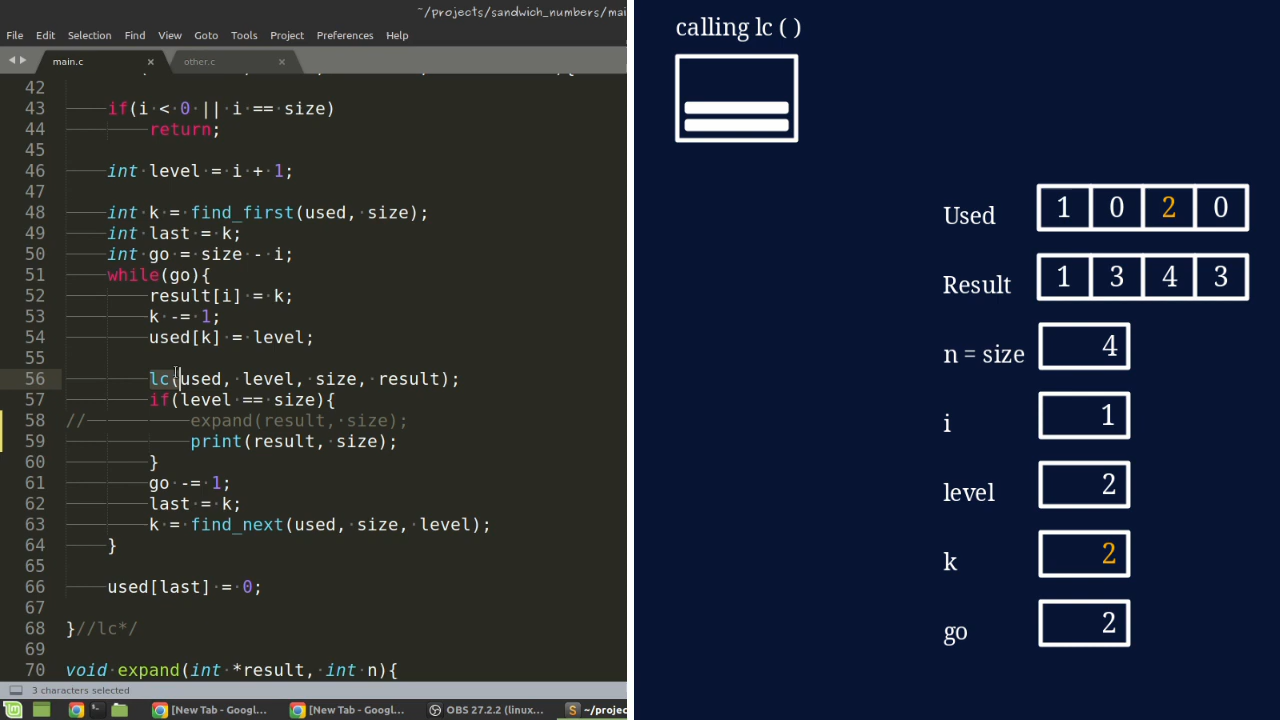 ~/projects/sandwich_numbers/mai
File Edit Selection Find View Goto Tools Project Preferences Help
main.c × other.c ×
42
43 if(i < 0 || i == size)
44 return;
45
46 int level = i + 1;
47
48 int k = find_first(used, size);
49 int last = k;
50 int go = size - i;
51 while(go){
52 result[i] = k;
53 k -= 1;
54 used[k] = level;
55
56 lc(used, level, size, result);
57 if(level == size){
58 // expand(result, size);
59 print(result, size);
60 }
61 go -= 1;
62 last = k;
63 k = find_next(used, size, level);
64 }
65
66 used[last] = 0;
67
68 }//lc*/
69
70 void expand(int *result, int n){
3 characters selected
[New Tab - Googl... [New Tab - Googl... OBS 27.2.2 (linux... ~/projec
calling lc ( )
Used 1 0 2 0
Result 1 3 4 3
n = size 4
i 1
level 2
k 2
go 2